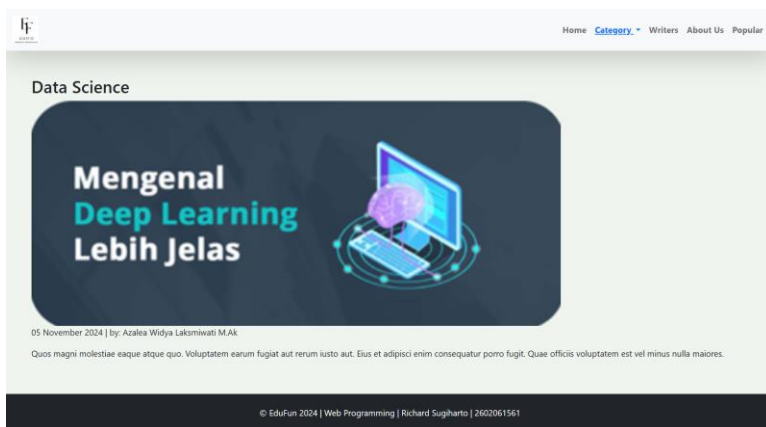 Home Category Writers About Us Popular
Data Science
Mengenal
Deep Learning
Lebih Jelas
05 November 2024 | by: Azalea Widya Laksmiwati M.Ak
Quos magni molestiae eaque atque quo. Voluptatem earum fugiat aut rerum iusto aut. Eius et adipisci enim consequatur porro fugit. Quae officiis voluptatem est vel minus nulla maiores.
© EduFun 2024 | Web Programming | Richard Sugiharto | 2602061561